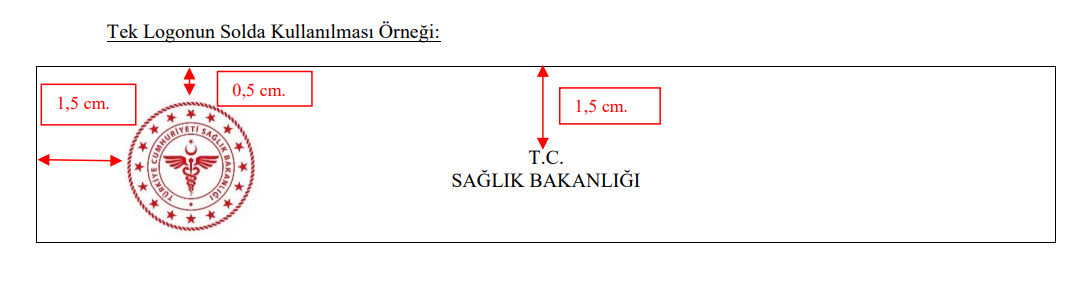 Tek Logonun Solda Kullanılması Örneği:
1,5 cm.
0,5 cm.
1,5 cm.
TÜRKİYE CUMHURİYETİ SAĞLIK BAKANLIĞI
T.C.
SAĞLIK BAKANLIĞI